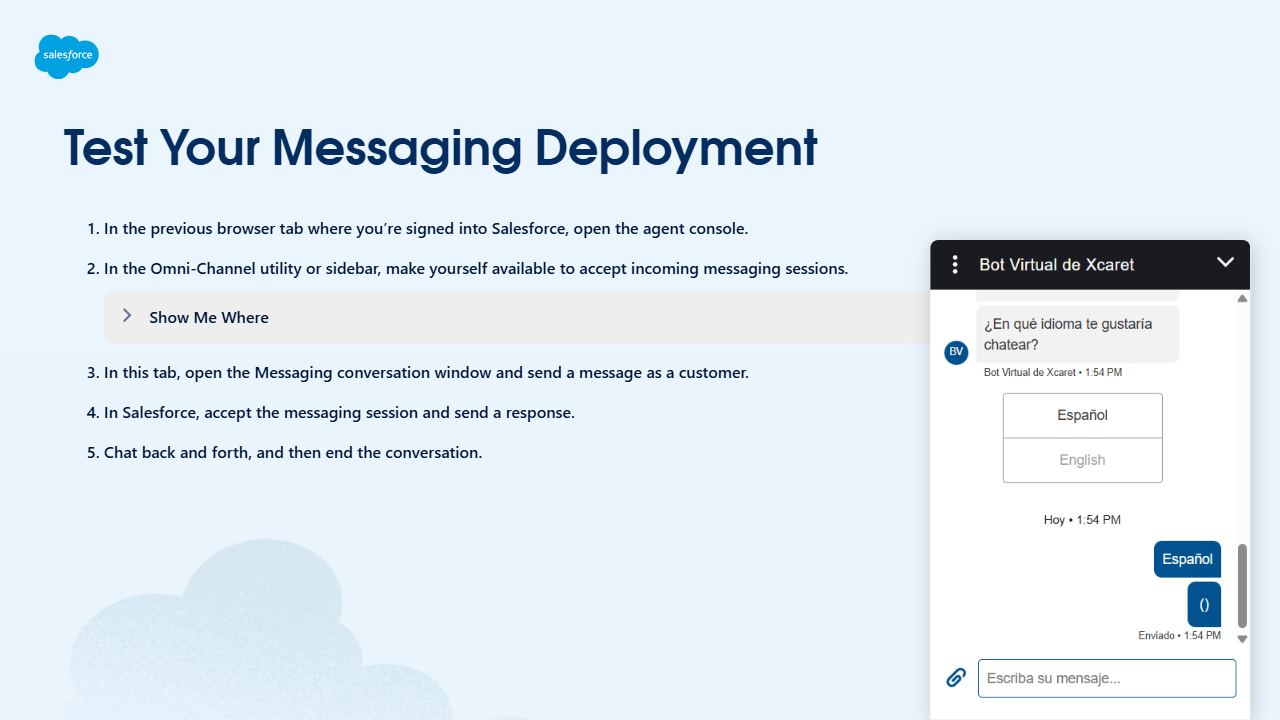 salesforce
Test Your Messaging Deployment
1. In the previous browser tab where you’re signed into Salesforce, open the agent console.
2. In the Omni-Channel utility or sidebar, make yourself available to accept incoming messaging sessions.
Show Me Where
3. In this tab, open the Messaging conversation window and send a message as a customer.
4. In Salesforce, accept the messaging session and send a response.
5. Chat back and forth, and then end the conversation.
Bot Virtual de Xcaret
¿En qué idioma te gustaría
chatear?
BV
Bot Virtual de Xcaret • 1:54 PM
Español
English
Hoy • 1:54 PM
Español
()
Enviado • 1:54 PM
Escriba su mensaje...